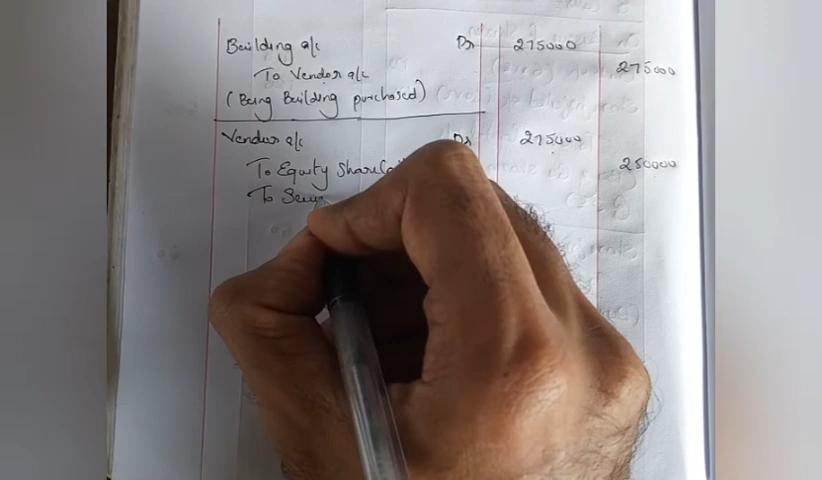 Building a/c Dr 275000
To Vendor a/c 275000
(Being Building purchased)
Vendor a/c Dr 275000
To Equity Share 250000
To Secu